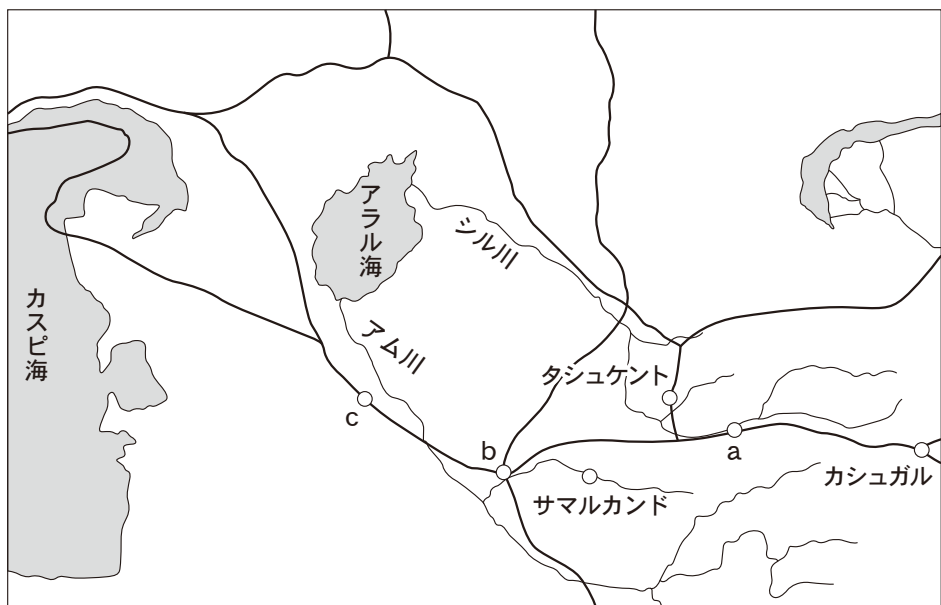 アラル海
シル川
カスピ海
アム川
タシュケント
c
b
a
サマルカンド
カシュガル